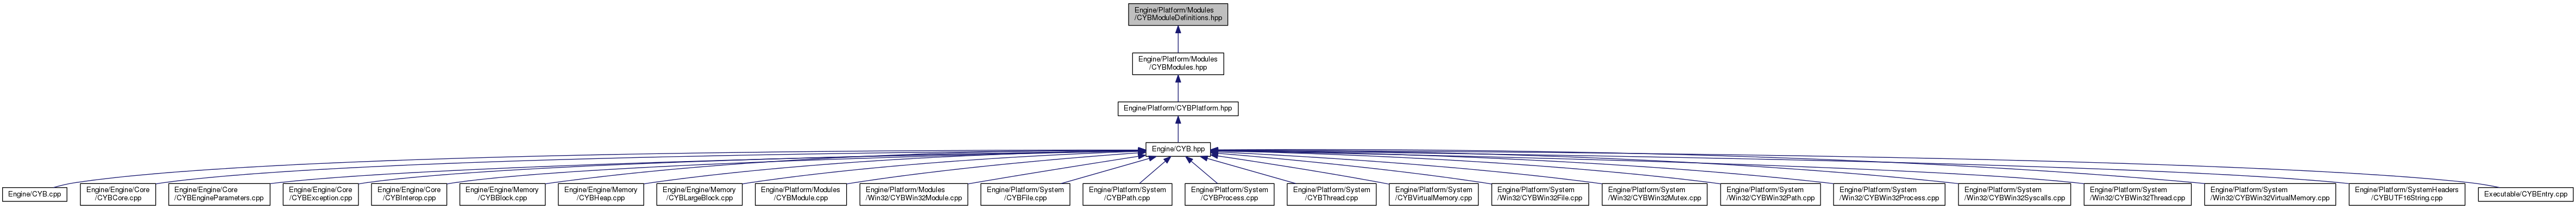 Engine/Platform/Modules
/CYBModuleDefinitions.hpp
Engine/Platform/Modules
/CYBModules.hpp
Engine/Platform/CYBPlatform.hpp
Engine/CYB.hpp
Engine/CYB.cpp
Engine/Engine/Core
/CYBCore.cpp
Engine/Engine/Core
/CYBEngineParameters.cpp
Engine/Engine/Core
/CYBException.cpp
Engine/Engine/Core
/CYBInterop.cpp
Engine/Engine/Memory
/CYBBlock.cpp
Engine/Engine/Memory
/CYBHeap.cpp
Engine/Engine/Memory
/CYBLargeBlock.cpp
Engine/Platform/Modules
/CYBModule.cpp
Engine/Platform/Modules
/Win32/CYBWin32Module.cpp
Engine/Platform/System
/CYBFile.cpp
Engine/Platform/System
/CYBPath.cpp
Engine/Platform/System
/CYBProcess.cpp
Engine/Platform/System
/CYBThread.cpp
Engine/Platform/System
/CYBVirtualMemory.cpp
Engine/Platform/System
/Win32/CYBWin32File.cpp
Engine/Platform/System
/Win32/CYBWin32Mutex.cpp
Engine/Platform/System
/Win32/CYBWin32Path.cpp
Engine/Platform/System
/Win32/CYBWin32Process.cpp
Engine/Platform/System
/Win32/CYBWin32Syscalls.cpp
Engine/Platform/System
/Win32/CYBWin32Thread.cpp
Engine/Platform/System
/Win32/CYBWin32VirtualMemory.cpp
Engine/Platform/SystemHeaders
/CYBUTF16String.cpp
Executable/CYBEntry.cpp